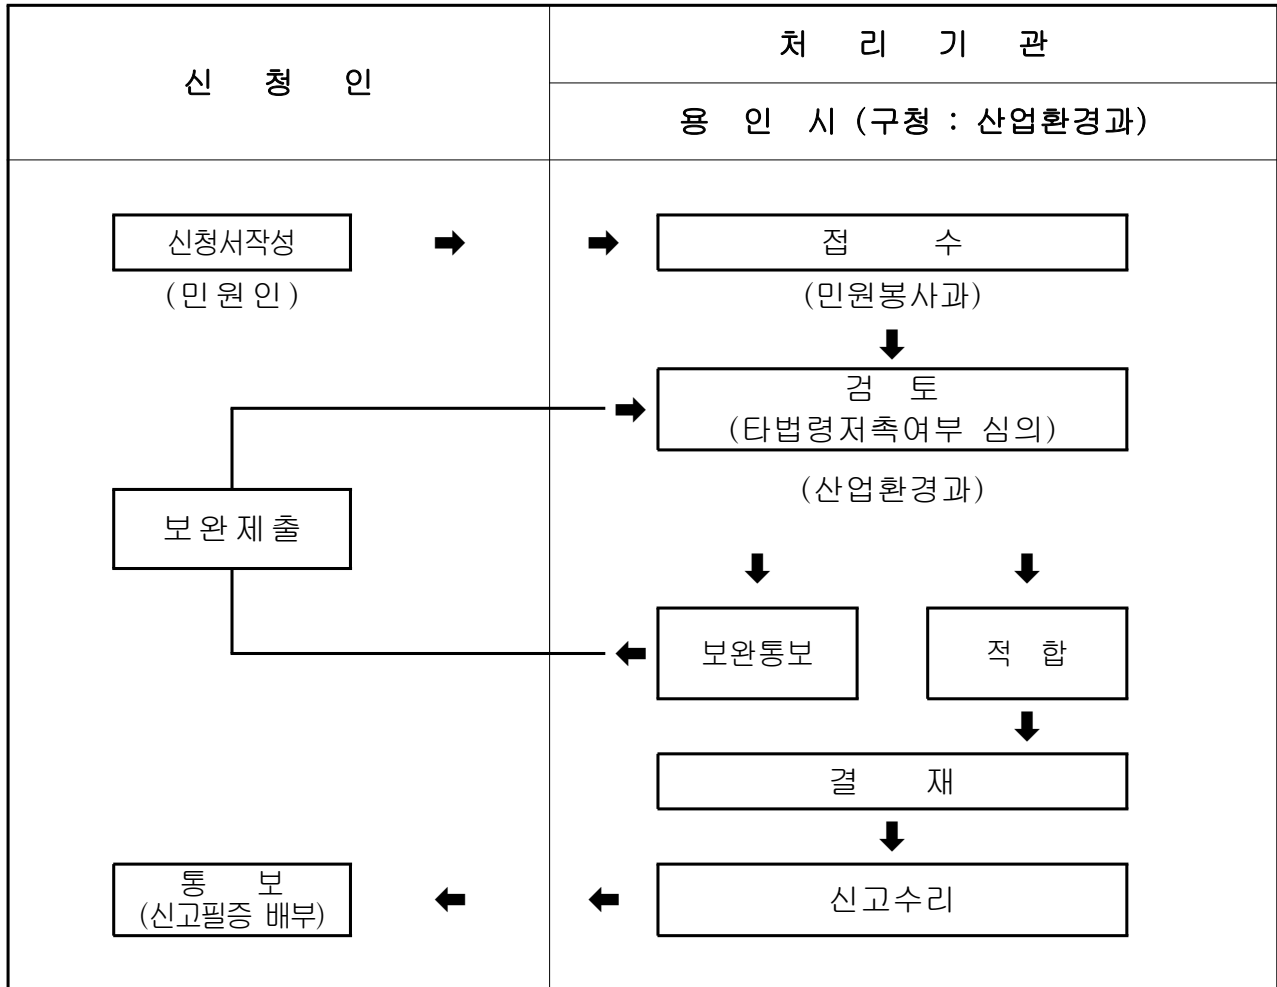 신 청 인
처 리 기 관
용 인 시 (구청 : 산업환경과)
신청서작성
(민원인)
접 수
(민원봉사과)
검 토
(타법령저촉여부 심의)
(산업환경과)
보완제출
보완통보
적 합
결 재
신고수리
통 보
(신고필증 배부)